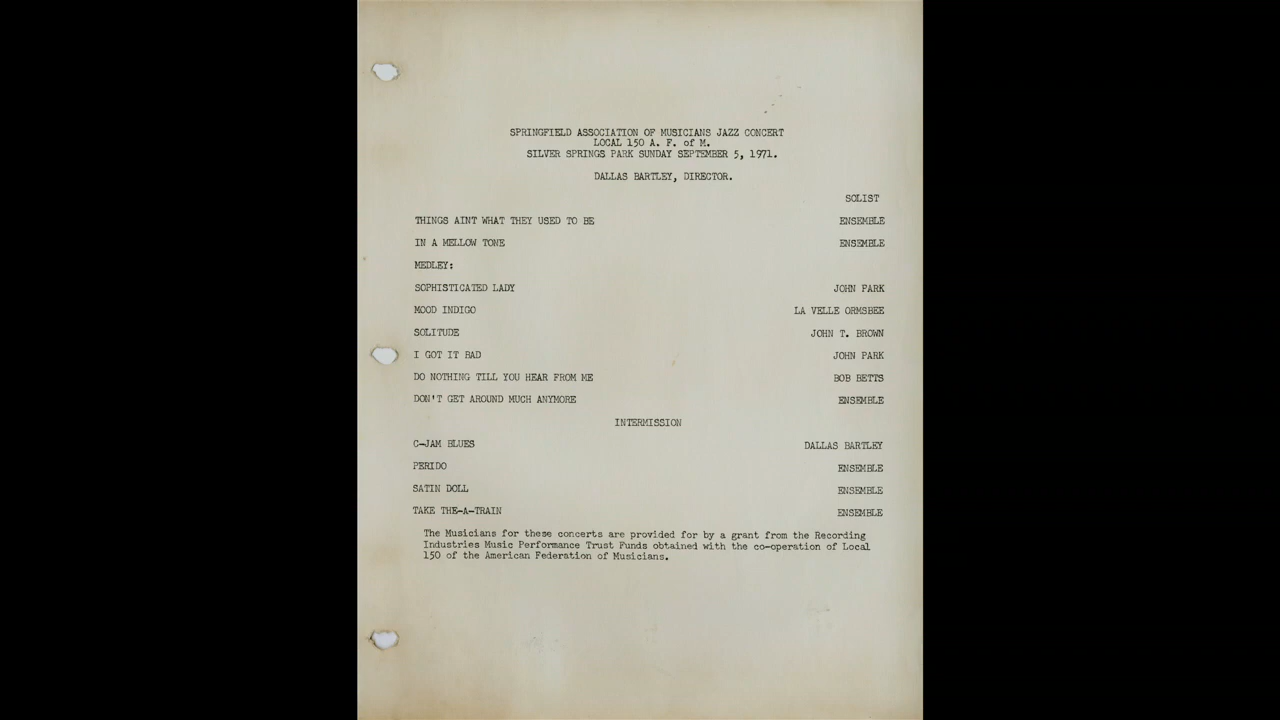 SPRINGFIELD ASSOCIATION OF MUSICIANS JAZZ CONCERT
LOCAL 150 A. F. of M.
SILVER SPRINGS PARK SUNDAY SEPTEMBER 5, 1971.
DALLAS BARTLEY, DIRECTOR.
SOLIST
THINGS AINT WHAT THEY USED TO BE ENSEMBLE
IN A MELLOW TONE ENSEMBLE
MEDLEY:
SOPHISTICATED LADY JOHN PARK
MOOD INDIGO LA VELLE ORMSBEE
SOLITUDE JOHN T. BROWN
I GOT IT BAD JOHN PARK
DO NOTHING TILL YOU HEAR FROM ME BOB BETTS
DON'T GET AROUND MUCH ANYMORE ENSEMBLE
INTERMISSION
C-JAM BLUES DALLAS BARTLEY
PERIDO ENSEMBLE
SATIN DOLL ENSEMBLE
TAKE THE-A-TRAIN ENSEMBLE
The Musicians for these concerts are provided for by a grant from the Recording
Industries Music Performance Trust Funds obtained with the co-operation of Local
150 of the American Federation of Musicians.